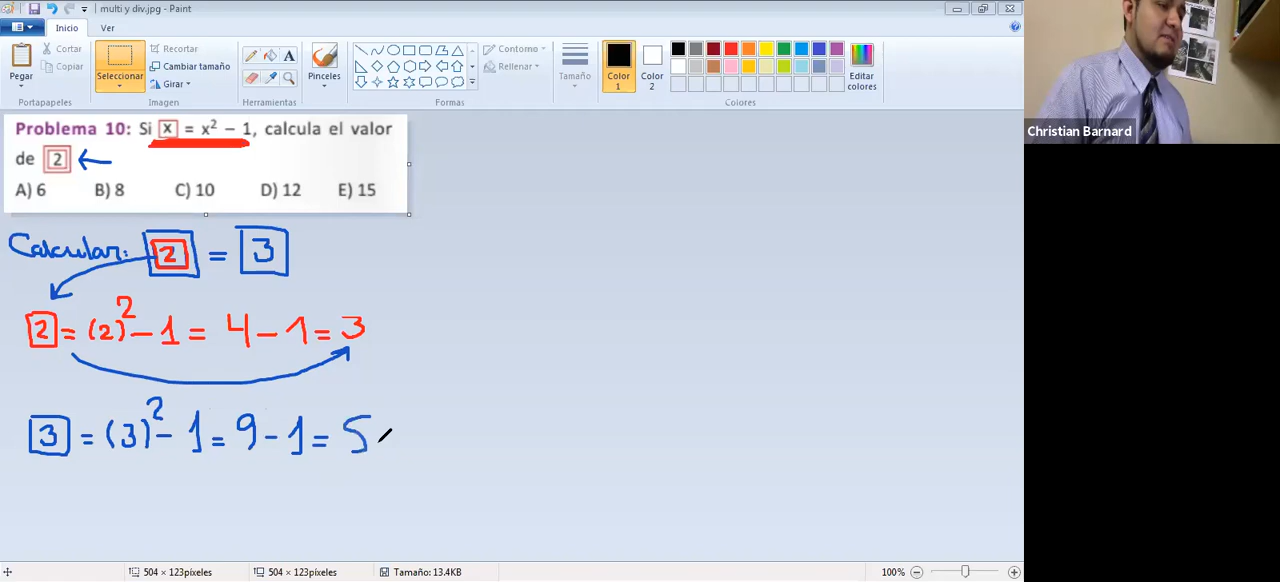 multi y div.jpg - Paint
Inicio
Ver
Pegar
Cortar
Copiar
Portapapeles
Seleccionar
Recortar
Cambiar tamaño
Girar
Imagen
A
Herramientas
Pinceles
Contorno
Rellenar
Formas
Tamaño
Color 1
Color 2
Editar colores
Colores
Christian Barnard
Problema 10: Si x = x² − 1, calcula el valor
de 2
A) 6 B) 8 C) 10 D) 12 E) 15
Calcular: 2 = 3
2 = (2)² − 1 = 4 − 1 = 3
3 = (3)² − 1 = 9 − 1 = 5
504 × 123píxeles
504 × 123píxeles
Tamaño: 13.4KB
100%